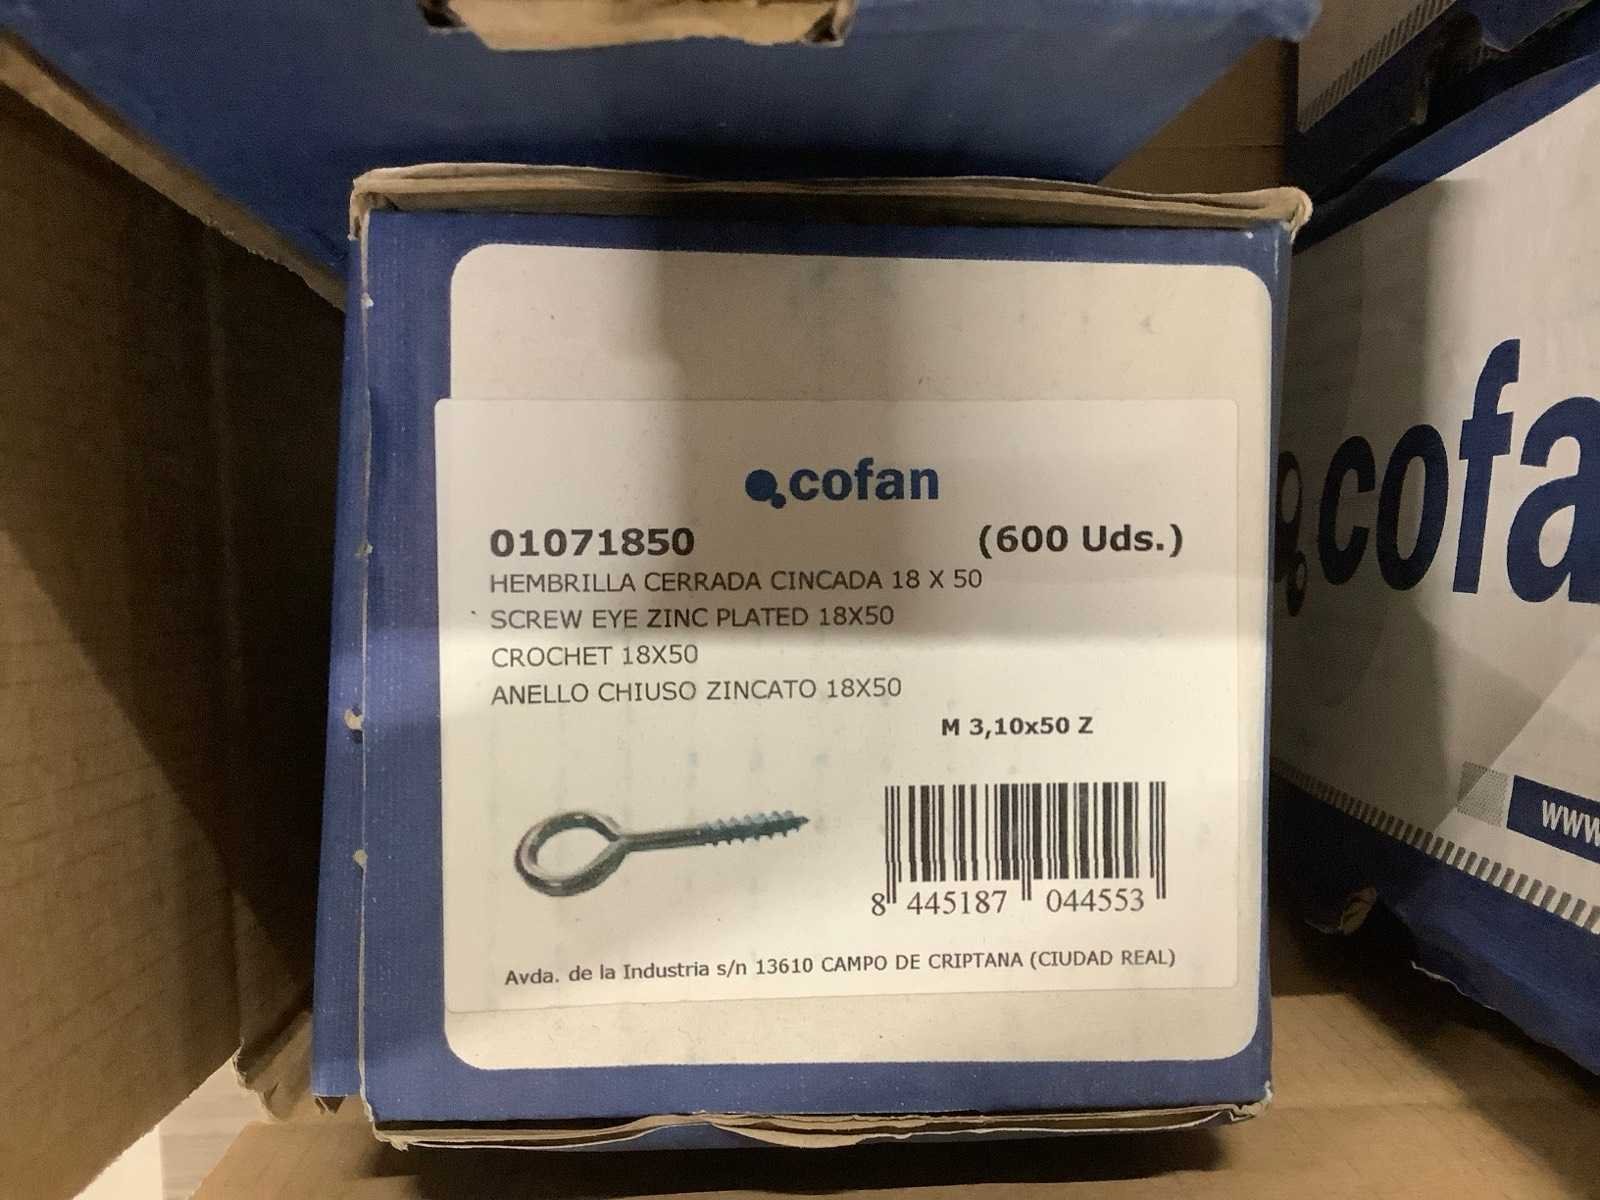 cofan
01071850 (600 Uds.)
HEMBRILLA CERRADA CINCADA 18 X 50
SCREW EYE ZINC PLATED 18X50
CROCHET 18X50
ANELLO CHIUSO ZINCATO 18X50
M 3,10x50 Z
8 445187 044553
Avda. de la Industria s/n 13610 CAMPO DE CRIPTANA (CIUDAD REAL)
cofa
www